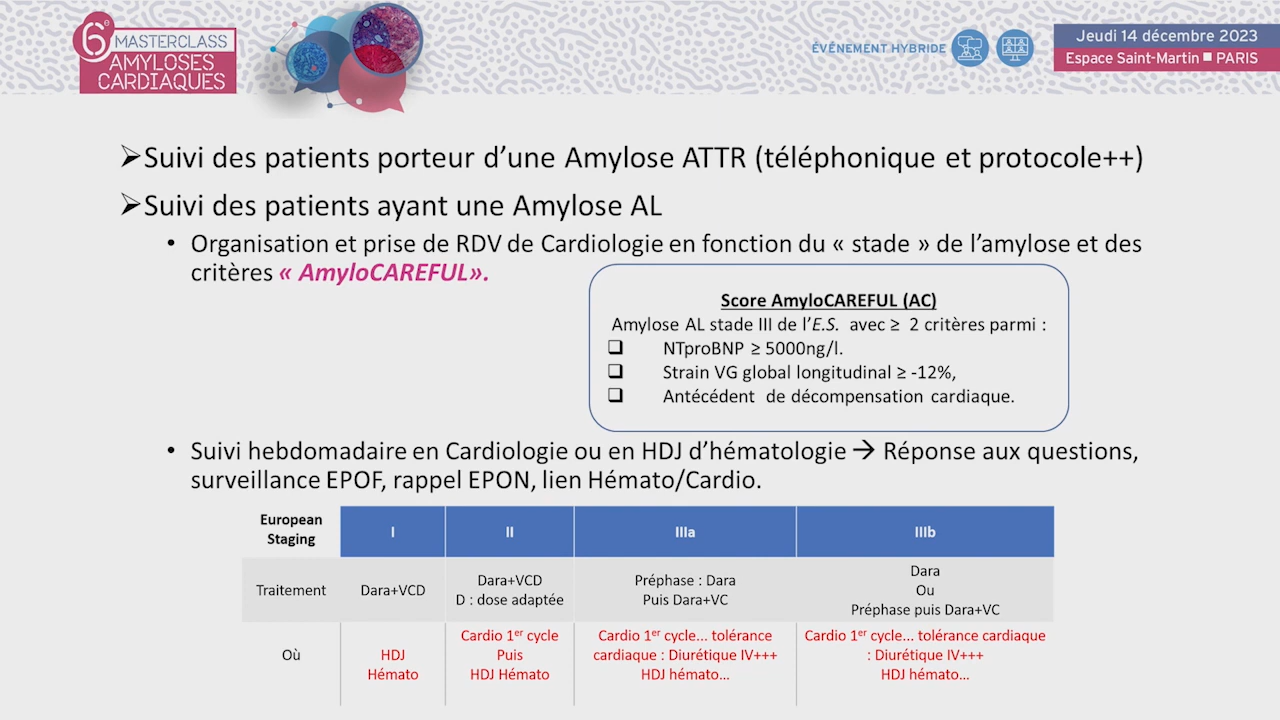 6e MASTERCLASS
AMYLOSES
CARDIAQUES
ÉVÉNEMENT HYBRIDE
Jeudi 14 décembre 2023
Espace Saint-Martin ■ PARIS
➢Suivi des patients porteur d’une Amylose ATTR (téléphonique et protocole++)
➢Suivi des patients ayant une Amylose AL
• Organisation et prise de RDV de Cardiologie en fonction du « stade » de l’amylose et des
critères « AmyloCAREFUL».
Score AmyloCAREFUL (AC)
Amylose AL stade III de l’E.S. avec ≥ 2 critères parmi :
❑ NTproBNP ≥ 5000ng/l.
❑ Strain VG global longitudinal ≥ -12%,
❑ Antécédent de décompensation cardiaque.
• Suivi hebdomadaire en Cardiologie ou en HDJ d’hématologie → Réponse aux questions,
surveillance EPOF, rappel EPON, lien Hémato/Cardio.
European
Staging
I
II
IIIa
IIIb
Traitement
Dara+VCD
Dara+VCD
D : dose adaptée
Préphase : Dara
Puis Dara+VC
Dara
Ou
Préphase puis Dara+VC
Où
HDJ
Hémato
Cardio 1er cycle
Puis
HDJ Hémato
Cardio 1er cycle... tolérance
cardiaque : Diurétique IV+++
HDJ hémato...
Cardio 1er cycle... tolérance cardiaque
: Diurétique IV+++
HDJ hémato...